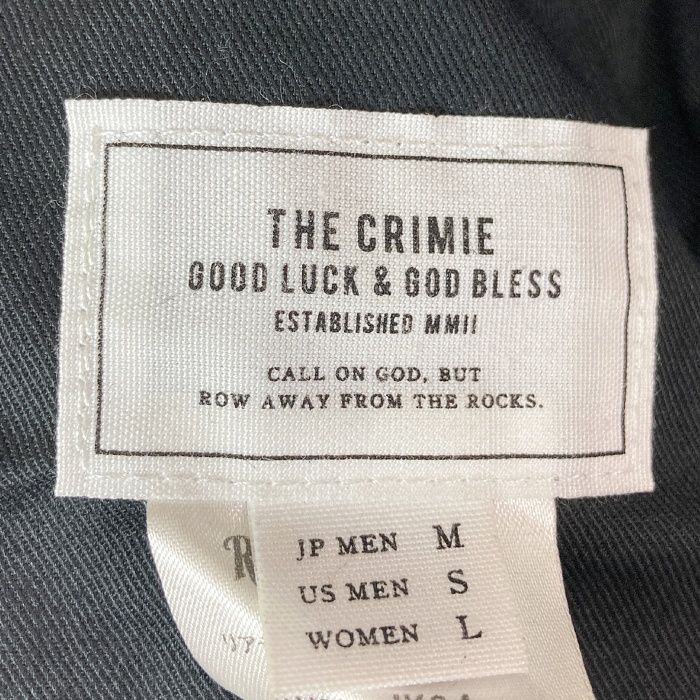 THE CRIMIE
GOOD LUCK & GOD BLESS
ESTABLISHED MMII
CALL ON GOD, BUT
ROW AWAY FROM THE ROCKS.
JP MEN M
US MEN S
WOMEN L